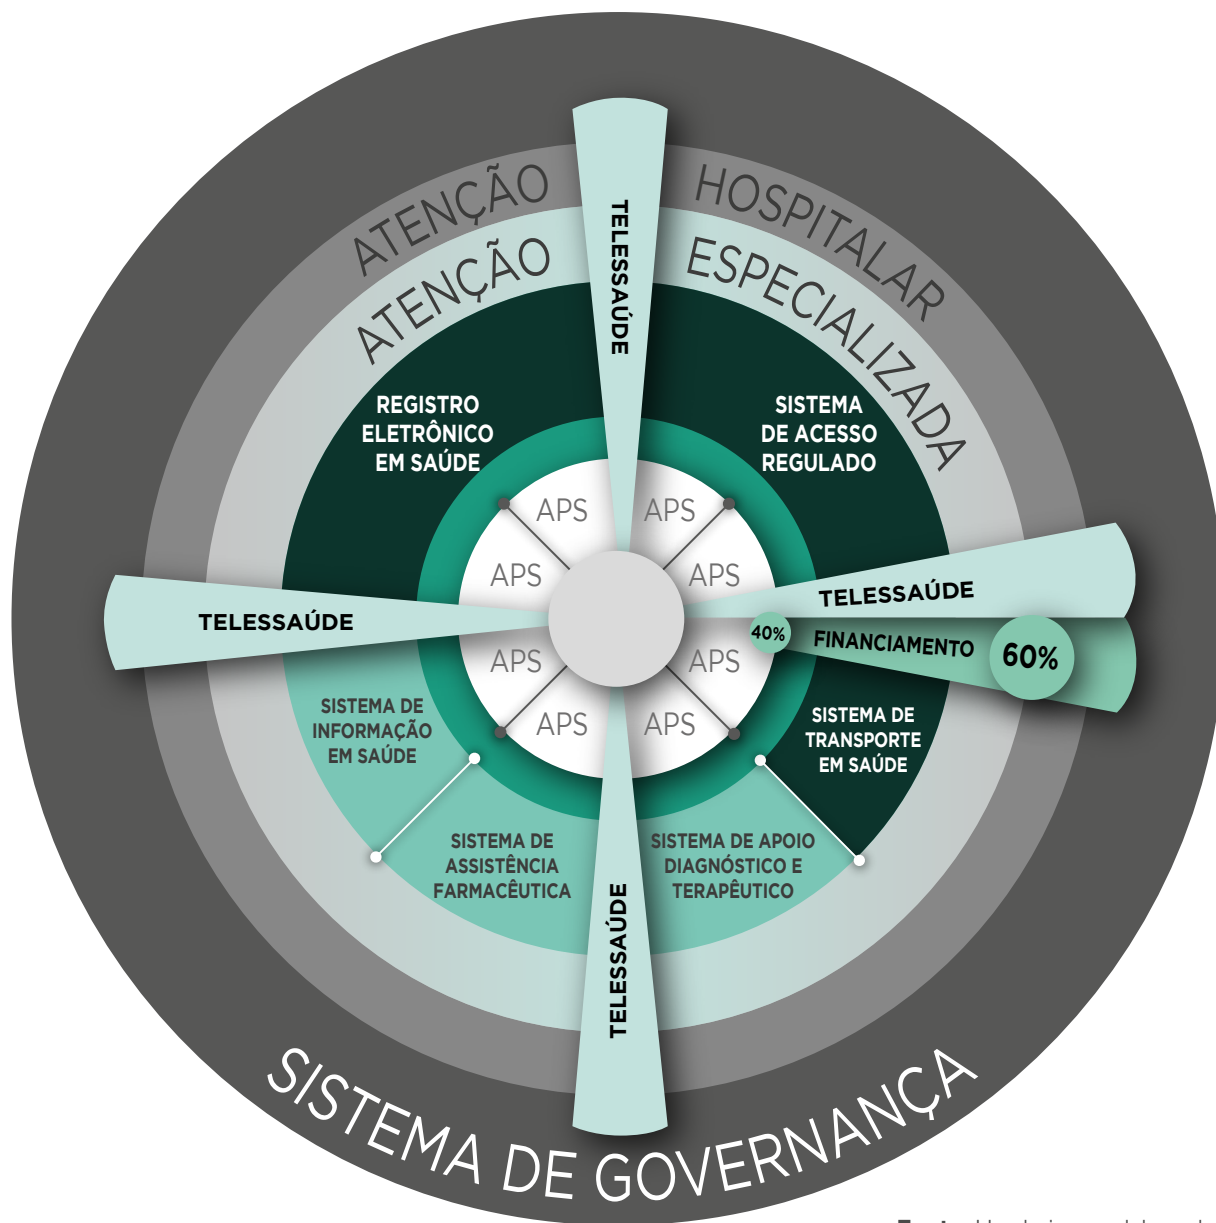 ATENÇÃO HOSPITALAR
ATENÇÃO ESPECIALIZADA
TELESSAÚDE
REGISTRO
ELETRÔNICO
EM SAÚDE
SISTEMA
DE ACESSO
REGULADO
APS
APS
APS
APS
TELESSAÚDE
TELESSAÚDE
40%
FINANCIAMENTO
60%
APS
APS
APS
APS
SISTEMA DE
INFORMAÇÃO
EM SAÚDE
SISTEMA DE
TRANSPORTE
EM SAÚDE
SISTEMA DE
ASSISTÊNCIA
FARMACÊUTICA
SISTEMA DE APOIO
DIAGNÓSTICO E
TERAPÊUTICO
TELESSAÚDE
SISTEMA DE GOVERNANÇA